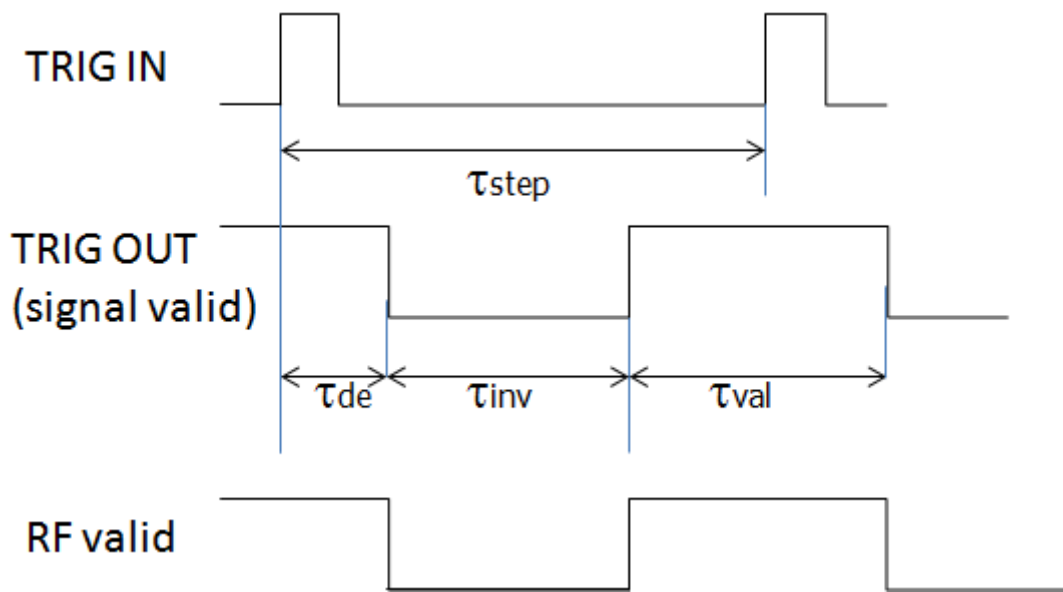 TRIG IN
τstep
TRIG OUT
(signal valid)
τde
τinv
τval
RF valid